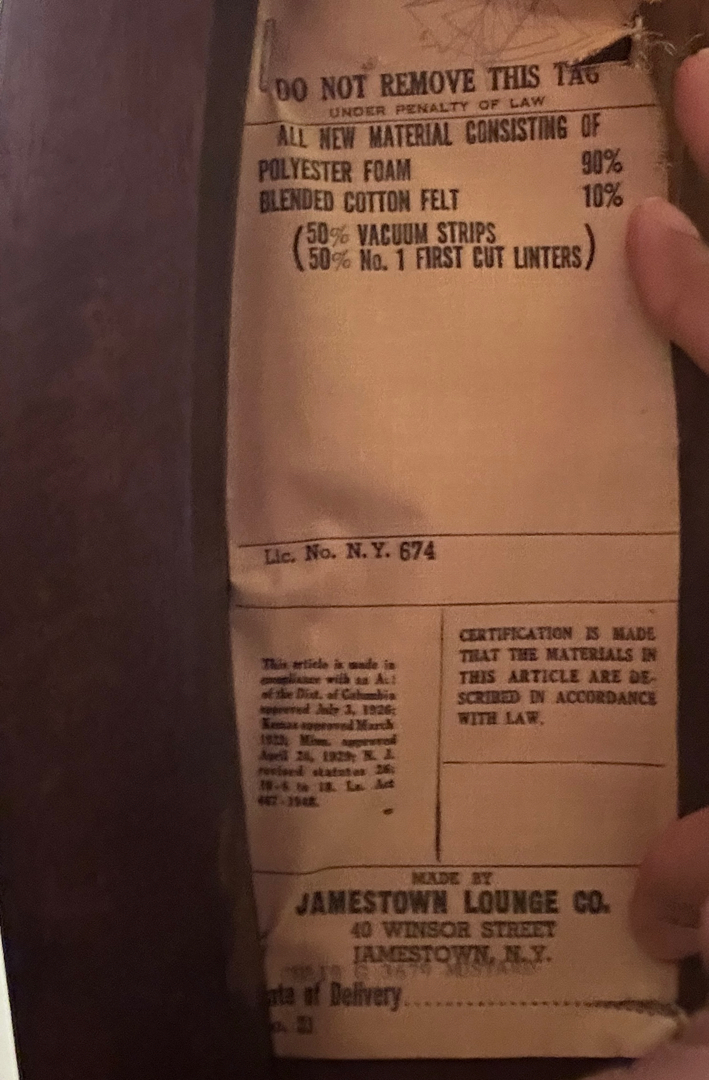 DO NOT REMOVE THIS TAG
UNDER PENALTY OF LAW
ALL NEW MATERIAL CONSISTING OF
POLYESTER FOAM 90%
BLENDED COTTON FELT 10%
(50% VACUUM STRIPS
50% No. 1 FIRST CUT LINTERS)
Lic. No. N.Y. 674
This article is made in
compliance with an Act
of the Dist. of Columbia
approved July 3, 1926;
Kansas approved March
1923; Minn. approved
April 24, 1929; N. J.
revised statutes 26:
10-6 to 18. La. Act
467-1948.
CERTIFICATION IS MADE
THAT THE MATERIALS IN
THIS ARTICLE ARE DE-
SCRIBED IN ACCORDANCE
WITH LAW.
MADE BY
JAMESTOWN LOUNGE CO.
40 WINSOR STREET
JAMESTOWN, N.Y.
3679 MUSTARD
ate of Delivery
o. 21